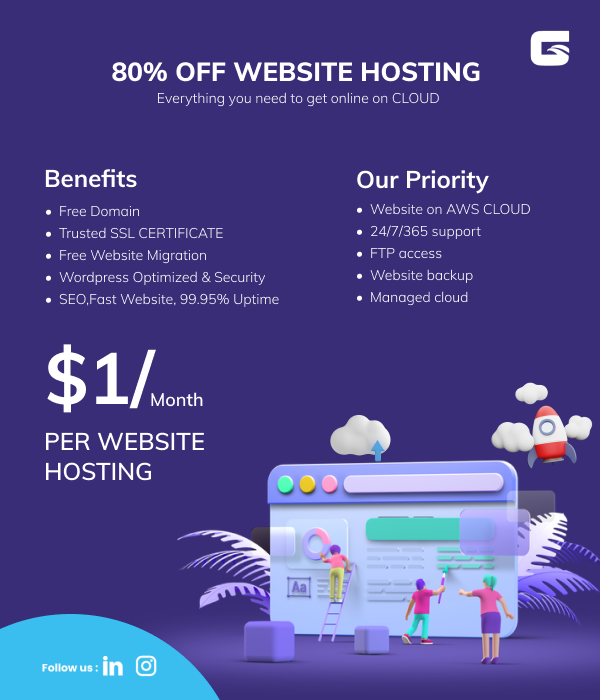 80% OFF WEBSITE HOSTING
Everything you need to get online on CLOUD
Benefits
• Free Domain
• Trusted SSL CERTIFICATE
• Free Website Migration
• Wordpress Optimized & Security
• SEO,Fast Website, 99.95% Uptime
Our Priority
• Website on AWS CLOUD
• 24/7/365 support
• FTP access
• Website backup
• Managed cloud
$1/Month
PER WEBSITE
HOSTING
Aa
Follow us :